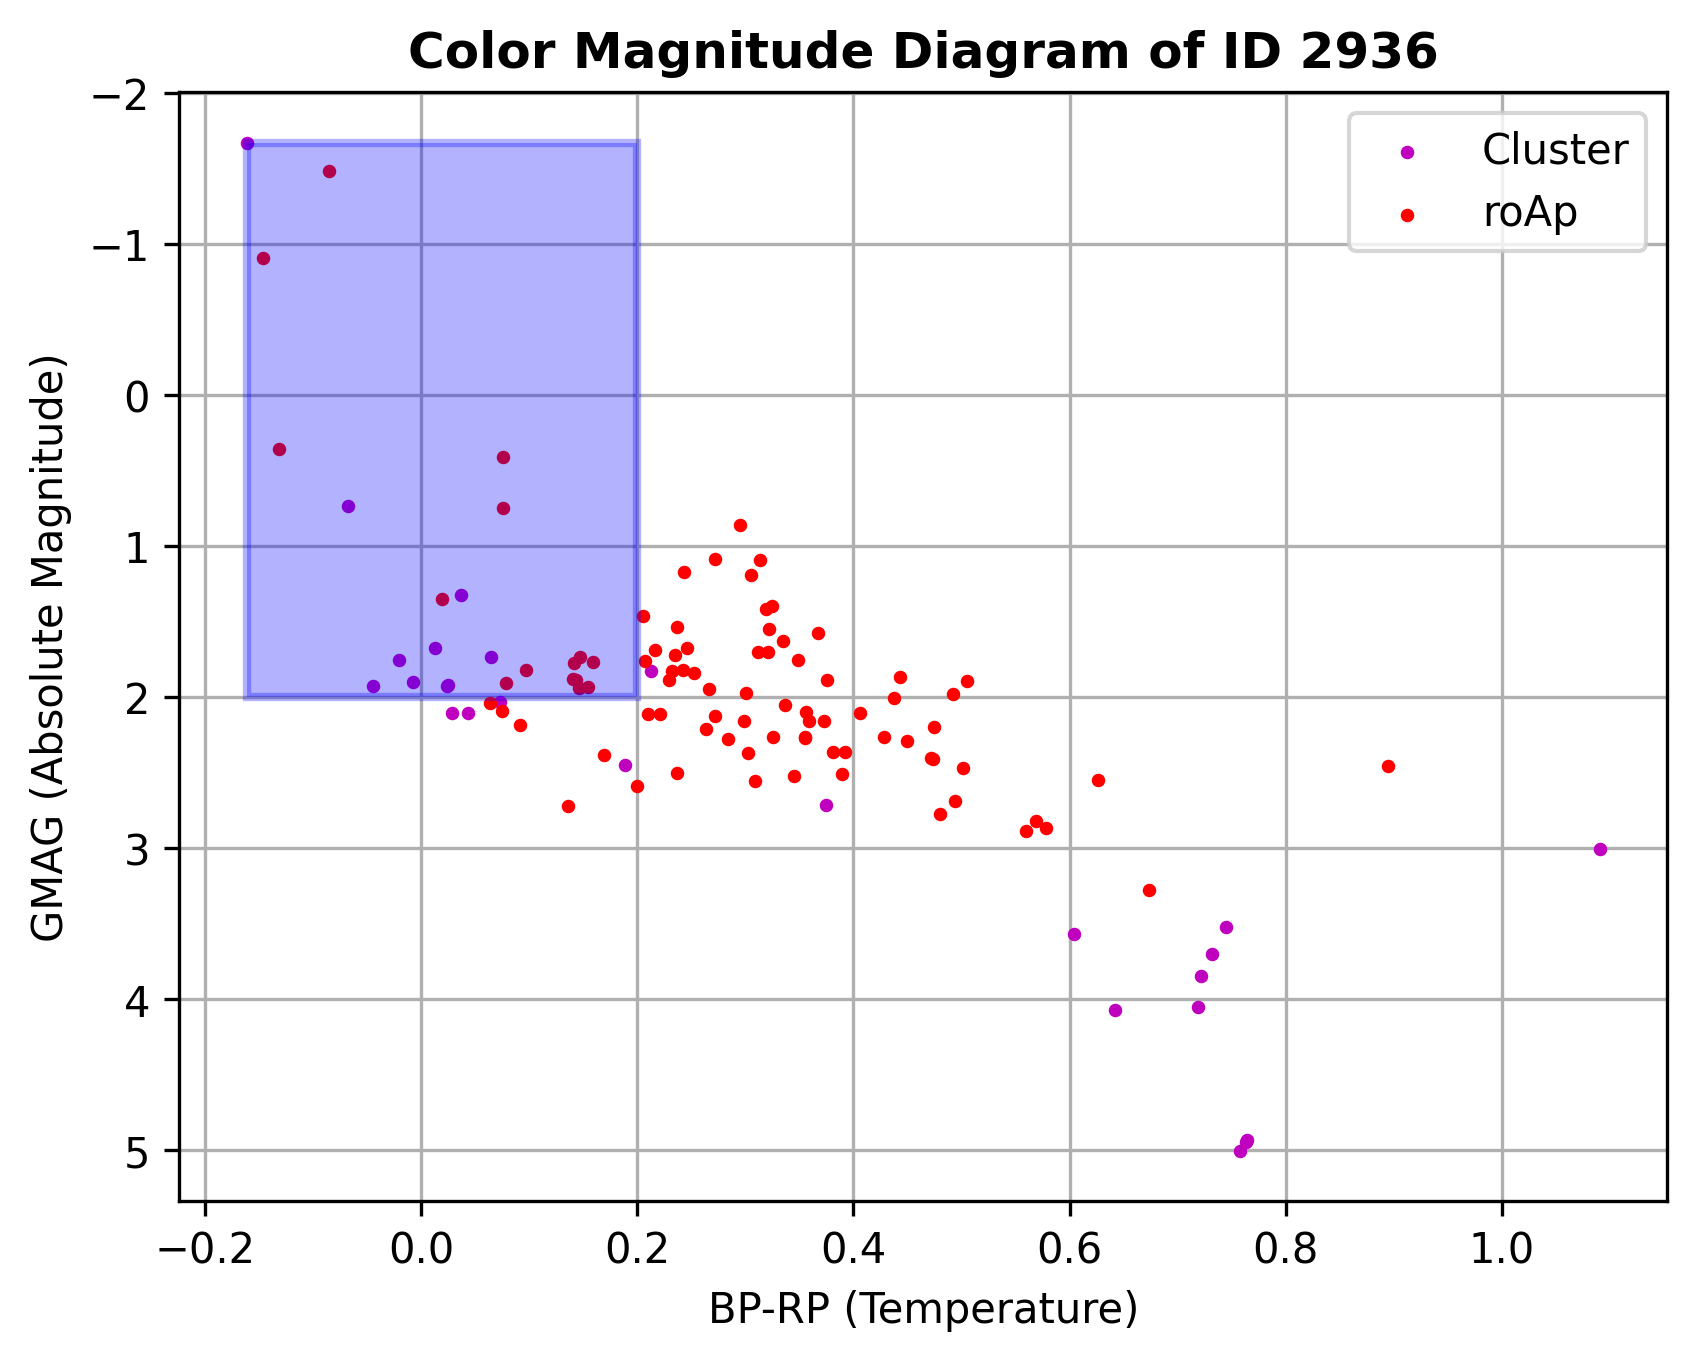 Color Magnitude Diagram of ID 2936
−2
−1
0
1
2
3
4
5
GMAG (Absolute Magnitude)
Cluster
roAp
−0.2 0.0 0.2 0.4 0.6 0.8 1.0
BP-RP (Temperature)